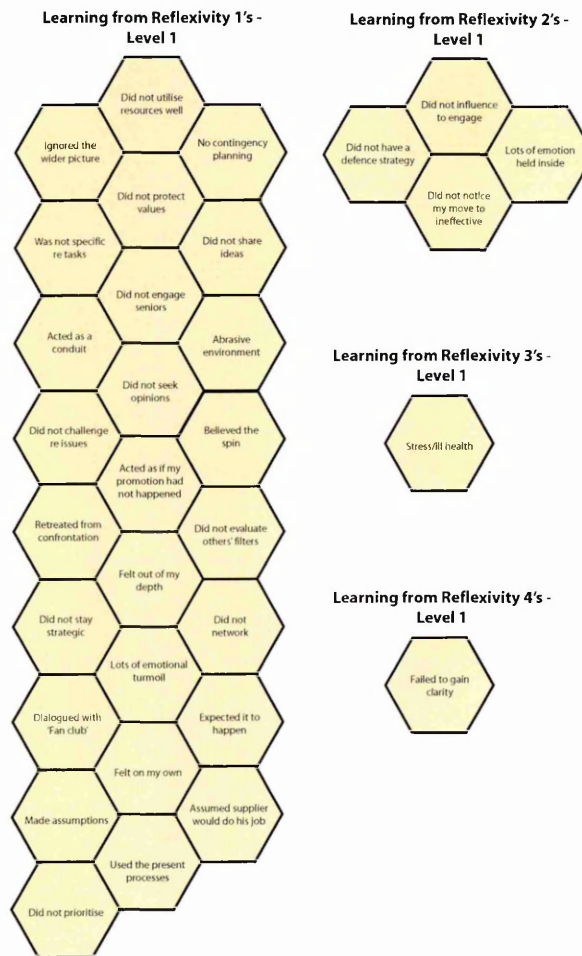 Learning from Reflexivity 1's -
Level 1
Did not utilise
resources well
Ignored the
wider picture
No contingency
planning
Did not protect
values
Was not specific
re tasks
Did not share
ideas
Did not engage
seniors
Acted as a
conduit
Abrasive
environment
Did not seek
opinions
Did not challenge
re issues
Believed the
spin
Acted as if my
promotion had
not happened
Retreated from
confrontation
Did not evaluate
others' filters
Felt out of my
depth
Did not stay
strategic
Did not
network
Lots of emotional
turmoil
Dialogued with
'Fan club'
Expected it to
happen
Felt on my own
Made assumptions
Assumed supplier
would do his job
Used the present
processes
Did not prioritise
Learning from Reflexivity 2's -
Level 1
Did not influence
to engage
Did not have a
defence strategy
Lots of emotion
held inside
Did not notice
my move to
ineffective
Learning from Reflexivity 3's -
Level 1
Stress/ill health
Learning from Reflexivity 4's -
Level 1
Failed to gain
clarity